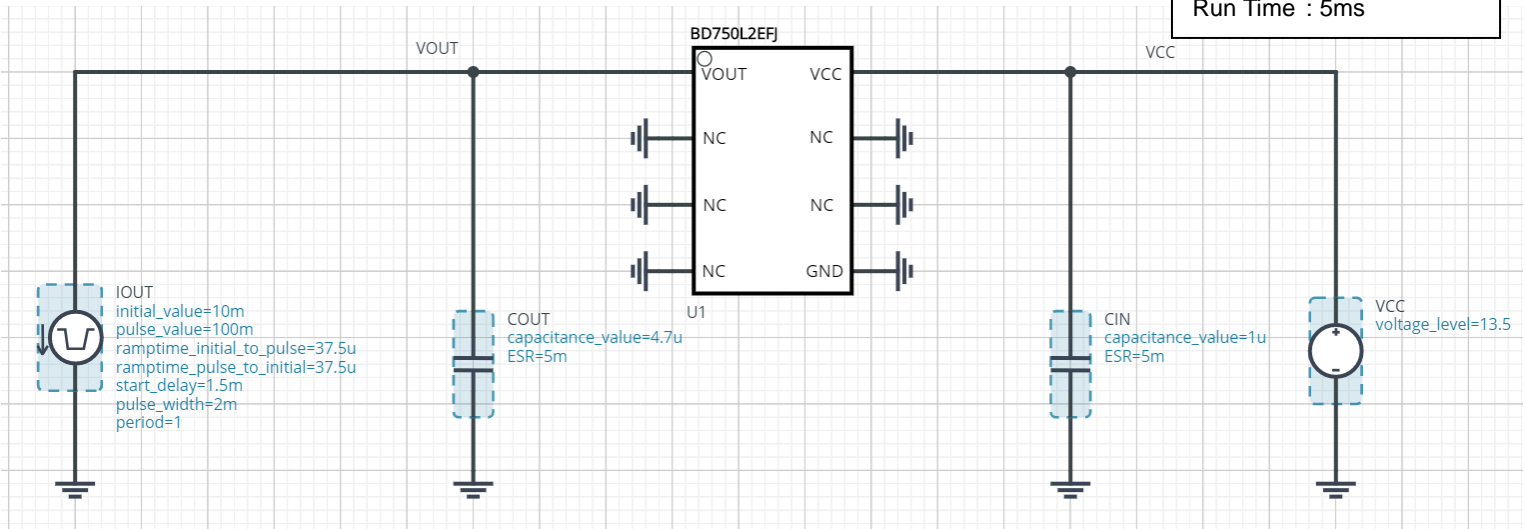 Run Time : 5ms
BD750L2EFJ
VOUT
VCC
VOUT
VCC
NC
NC
NC
NC
NC
GND
U1
IOUT
initial_value=10m
pulse_value=100m
ramptime_initial_to_pulse=37.5u
ramptime_pulse_to_initial=37.5u
start_delay=1.5m
pulse_width=2m
period=1
COUT
capacitance_value=4.7u
ESR=5m
CIN
capacitance_value=1u
ESR=5m
VCC
voltage_level=13.5
+
-